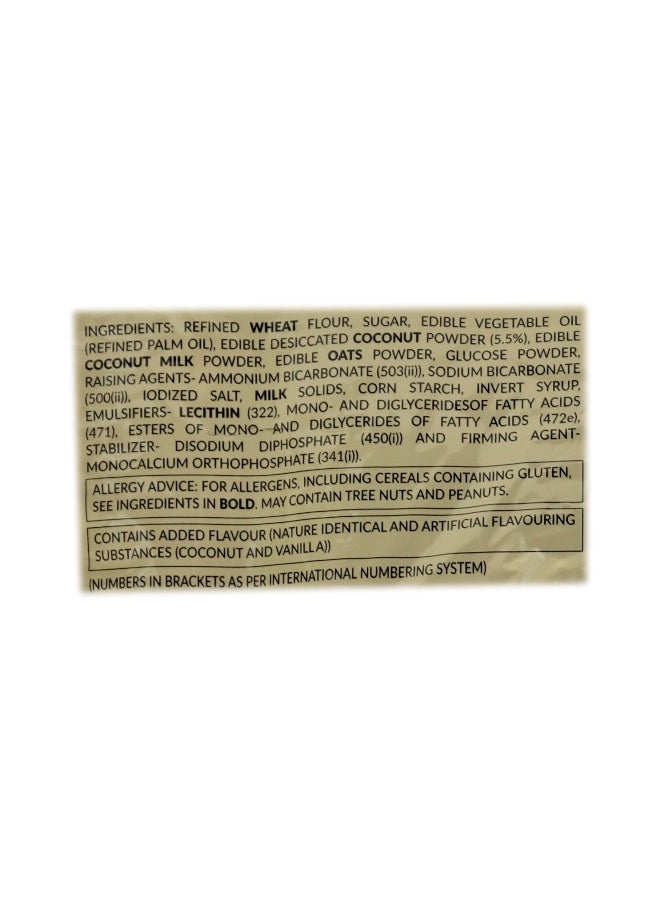 INGREDIENTS: REFINED WHEAT FLOUR, SUGAR, EDIBLE VEGETABLE OIL
(REFINED PALM OIL), EDIBLE DESICCATED COCONUT POWDER (5.5%), EDIBLE
COCONUT MILK POWDER, EDIBLE OATS POWDER, GLUCOSE POWDER,
RAISING AGENTS- AMMONIUM BICARBONATE (503(ii)), SODIUM BICARBONATE
(500(ii)), IODIZED SALT, MILK SOLIDS, CORN STARCH, INVERT SYRUP,
EMULSIFIERS- LECITHIN (322), MONO- AND DIGLYCERIDESOF FATTY ACIDS
(471), ESTERS OF MONO- AND DIGLYCERIDES OF FATTY ACIDS (472e),
STABILIZER- DISODIUM DIPHOSPHATE (450(i)) AND FIRMING AGENT-
MONOCALCIUM ORTHOPHOSPHATE (341(i)).
ALLERGY ADVICE: FOR ALLERGENS, INCLUDING CEREALS CONTAINING GLUTEN,
SEE INGREDIENTS IN BOLD. MAY CONTAIN TREE NUTS AND PEANUTS.
CONTAINS ADDED FLAVOUR (NATURE IDENTICAL AND ARTIFICIAL FLAVOURING
SUBSTANCES (COCONUT AND VANILLA))
(NUMBERS IN BRACKETS AS PER INTERNATIONAL NUMBERING SYSTEM)